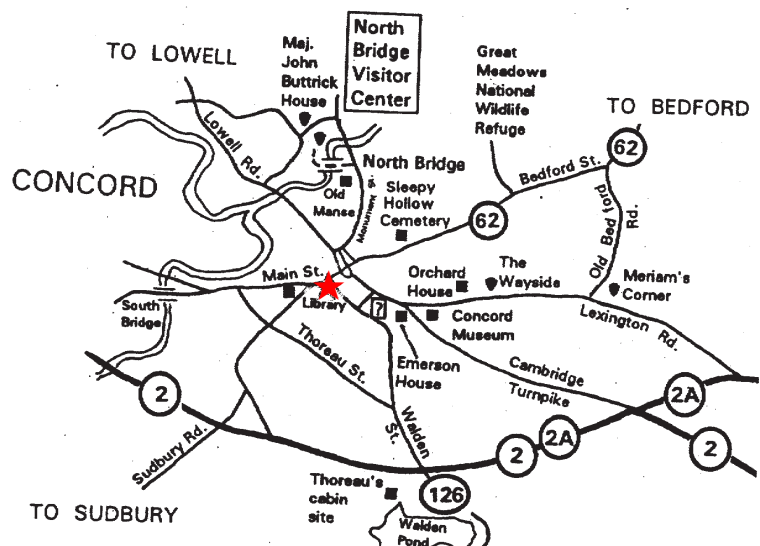 North
Bridge
Visitor
Center
Maj.
John
Buttrick
House
TO LOWELL
Great
Meadows
National
Wildlife
Refuge
TO BEDFORD
62
Lowell Rd.
North Bridge
Bedford St.
CONCORD
Old
Manse
Monument St.
Sleepy
Hollow
Cemetery
62
Old Bedford
Rd.
Main St.
Library
South
Bridge
Orchard
House
The
Wayside
Meriam's
Corner
?
Concord
Museum
Lexington Rd.
Thoreau St.
Emerson
House
Cambridge
Turnpike
2
2A
2A
2
2
Walden
St.
Sudbury Rd.
126
Thoreau's
cabin
site
TO SUDBURY
Walden
Pond